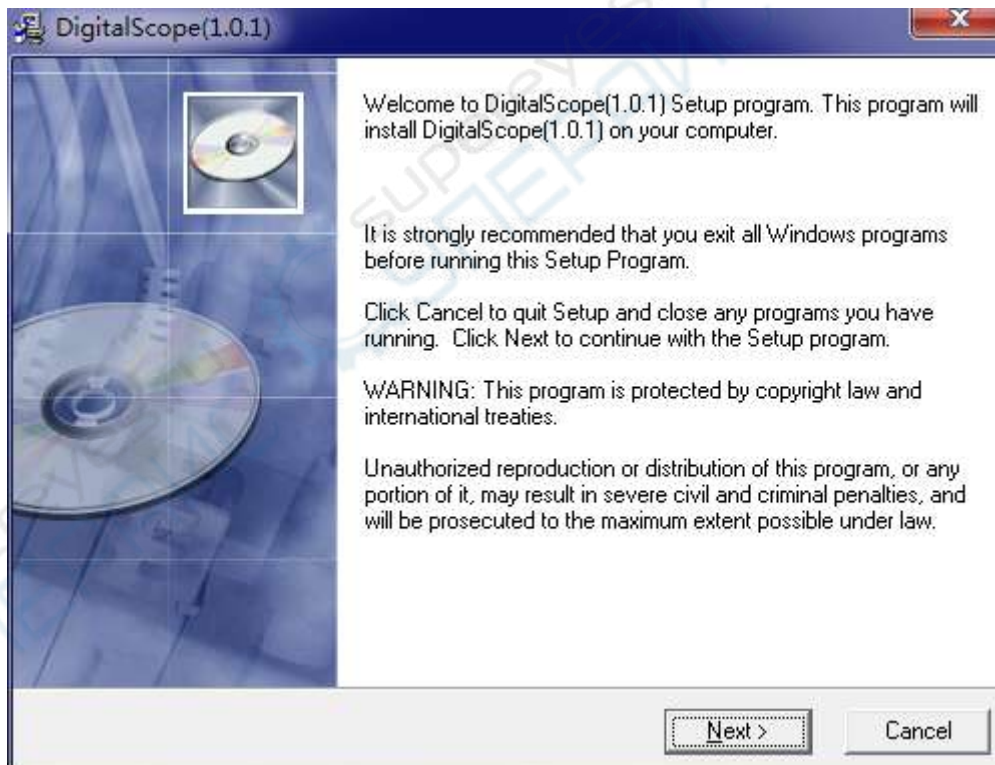 DigitalScope(1.0.1)
Welcome to DigitalScope(1.0.1) Setup program. This program will
install DigitalScope(1.0.1) on your computer.
It is strongly recommended that you exit all Windows programs
before running this Setup Program.
Click Cancel to quit Setup and close any programs you have
running. Click Next to continue with the Setup program.
WARNING: This program is protected by copyright law and
international treaties.
Unauthorized reproduction or distribution of this program, or any
portion of it, may result in severe civil and criminal penalties, and
will be prosecuted to the maximum extent possible under law.
Next >
Cancel